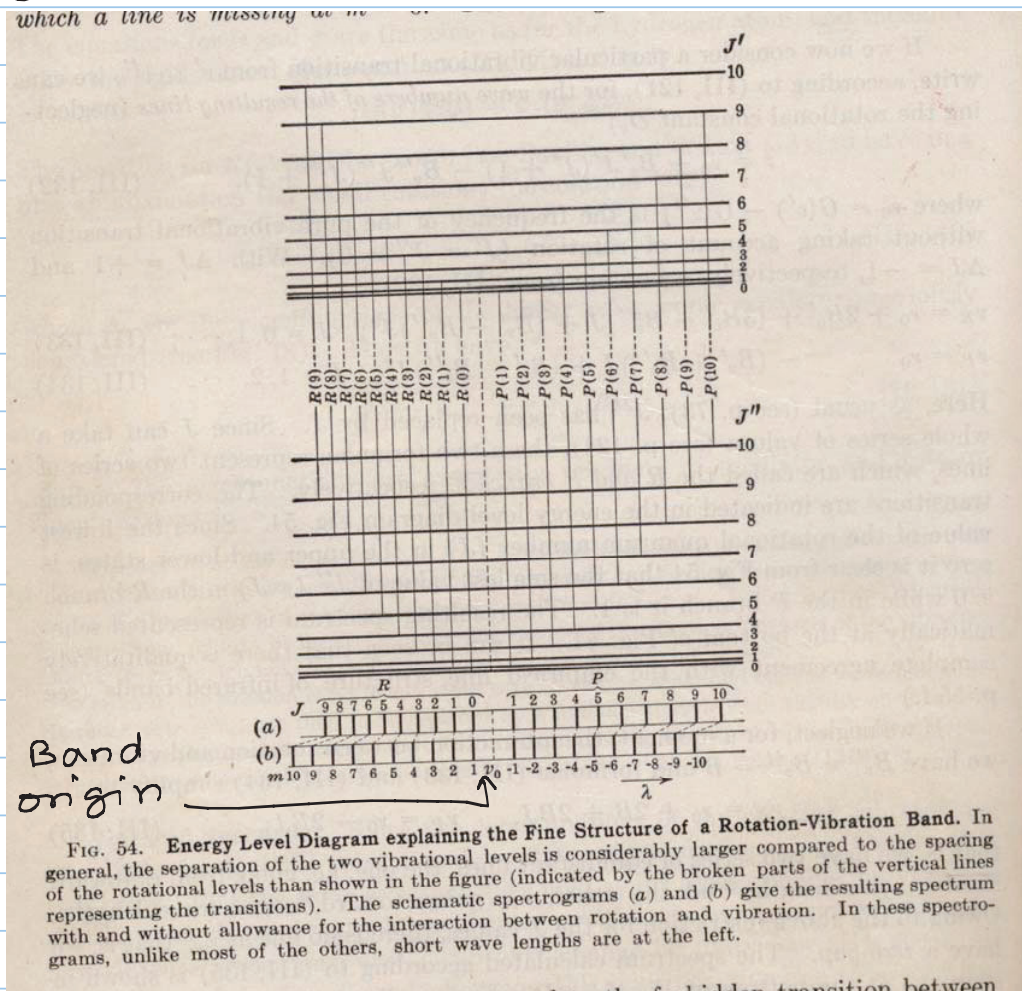 which a line is missing at m
J'
10
9
8
7
6
5
4
3
2
1
0
R(9) R(8) R(7) R(6) R(5) R(4) R(3) R(2) R(1) R(0) P(1) P(2) P(3) P(4) P(5) P(6) P(7) P(8) P(9) P(10)
J''
10
9
8
7
6
5
4
3
2
1
0
R P
J 9 8 7 6 5 4 3 2 1 0 1 2 3 4 5 6 7 8 9 10
(a)
(b)
m 10 9 8 7 6 5 4 3 2 1 ν₀ -1 -2 -3 -4 -5 -6 -7 -8 -9 -10
λ
Band
origin
FIG. 54. Energy Level Diagram explaining the Fine Structure of a Rotation-Vibration Band. In
general, the separation of the two vibrational levels is considerably larger compared to the spacing
of the rotational levels than shown in the figure (indicated by the broken parts of the vertical lines
representing the transitions). The schematic spectrograms (a) and (b) give the resulting spectrum
with and without allowance for the interaction between rotation and vibration. In these spectro-
grams, unlike most of the others, short wave lengths are at the left.
transition between